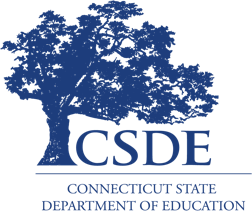 CSDE
CONNECTICUT STATE
DEPARTMENT OF EDUCATION